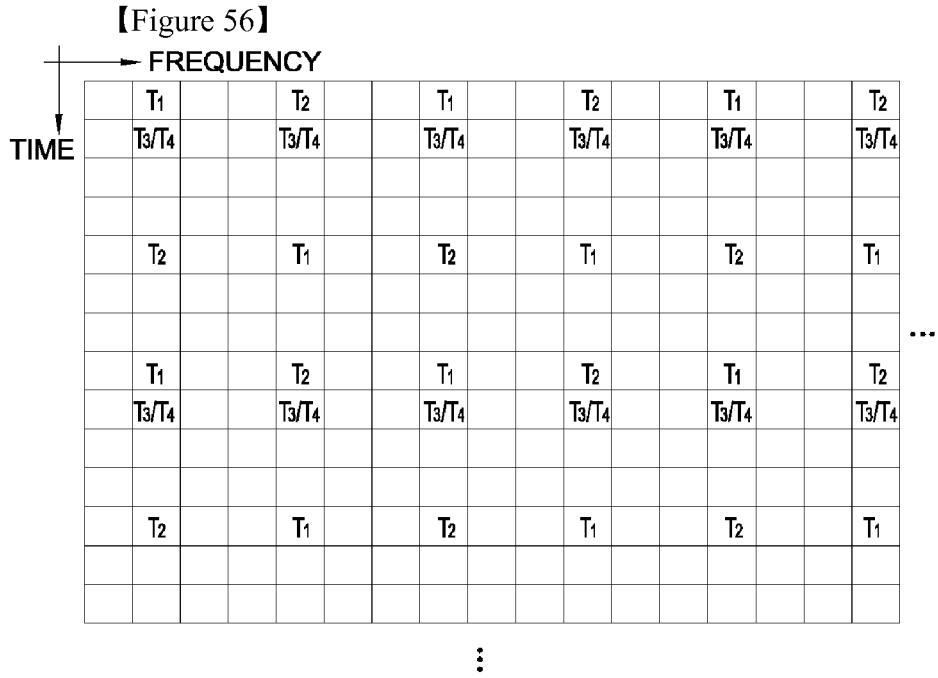 【Figure 56】
FREQUENCY
TIME
T1 T2 T1 T2 T1 T2
T3/T4 T3/T4 T3/T4 T3/T4 T3/T4 T3/T4
T2 T1 T2 T1 T2 T1
...
T1 T2 T1 T2 T1 T2
T3/T4 T3/T4 T3/T4 T3/T4 T3/T4 T3/T4
T2 T1 T2 T1 T2 T1
⋮